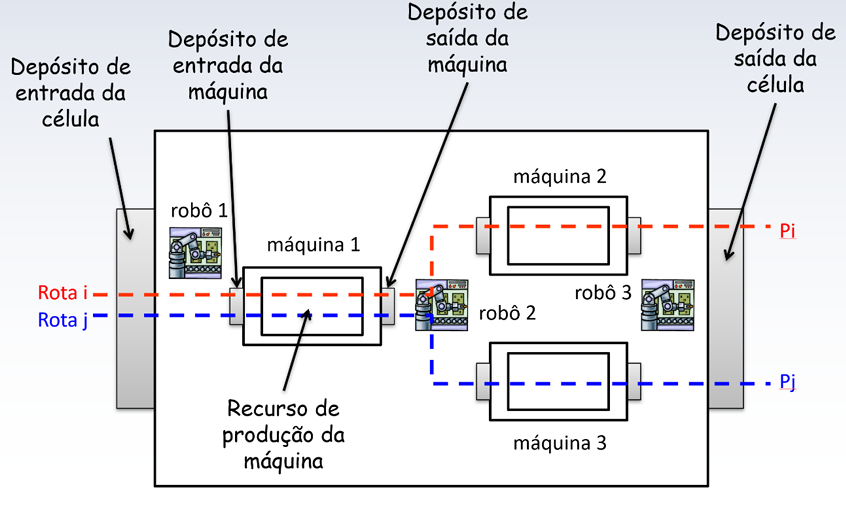 Depósito de
entrada da
célula
Depósito de
entrada da
máquina
Depósito de
saída da
máquina
Depósito de
saída da
célula
robô 1
máquina 1
máquina 2
Pi
Rota i
Rota j
robô 2
robô 3
Pj
máquina 3
Recurso de
produção da
máquina